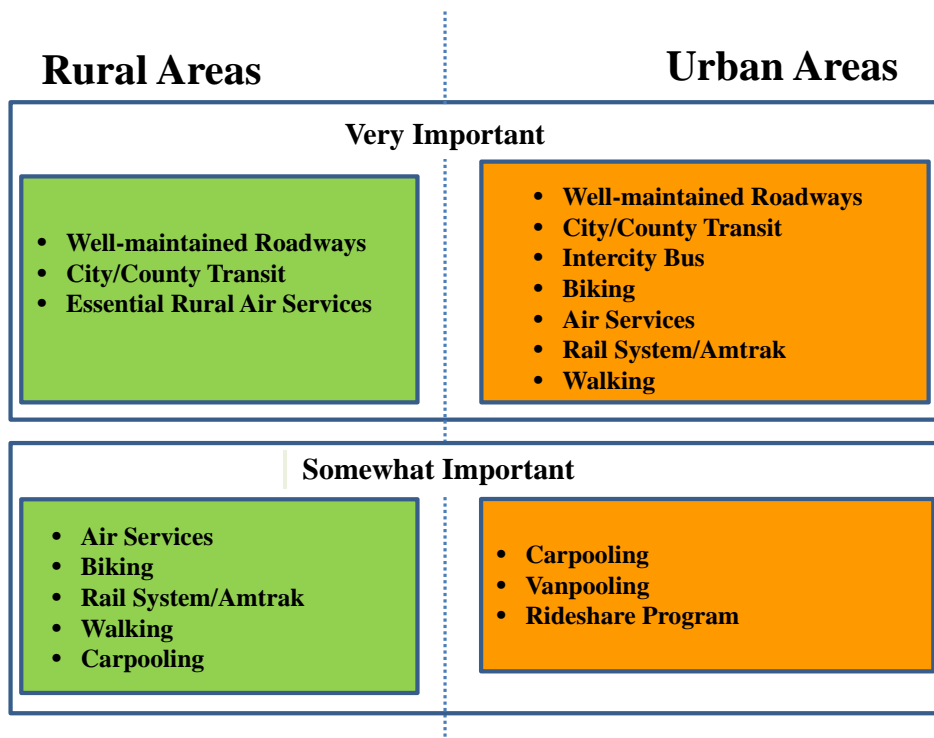 Rural Areas
Urban Areas
Very Important
• Well-maintained Roadways
• City/County Transit
• Essential Rural Air Services
• Well-maintained Roadways
• City/County Transit
• Intercity Bus
• Biking
• Air Services
• Rail System/Amtrak
• Walking
Somewhat Important
• Air Services
• Biking
• Rail System/Amtrak
• Walking
• Carpooling
• Carpooling
• Vanpooling
• Rideshare Program